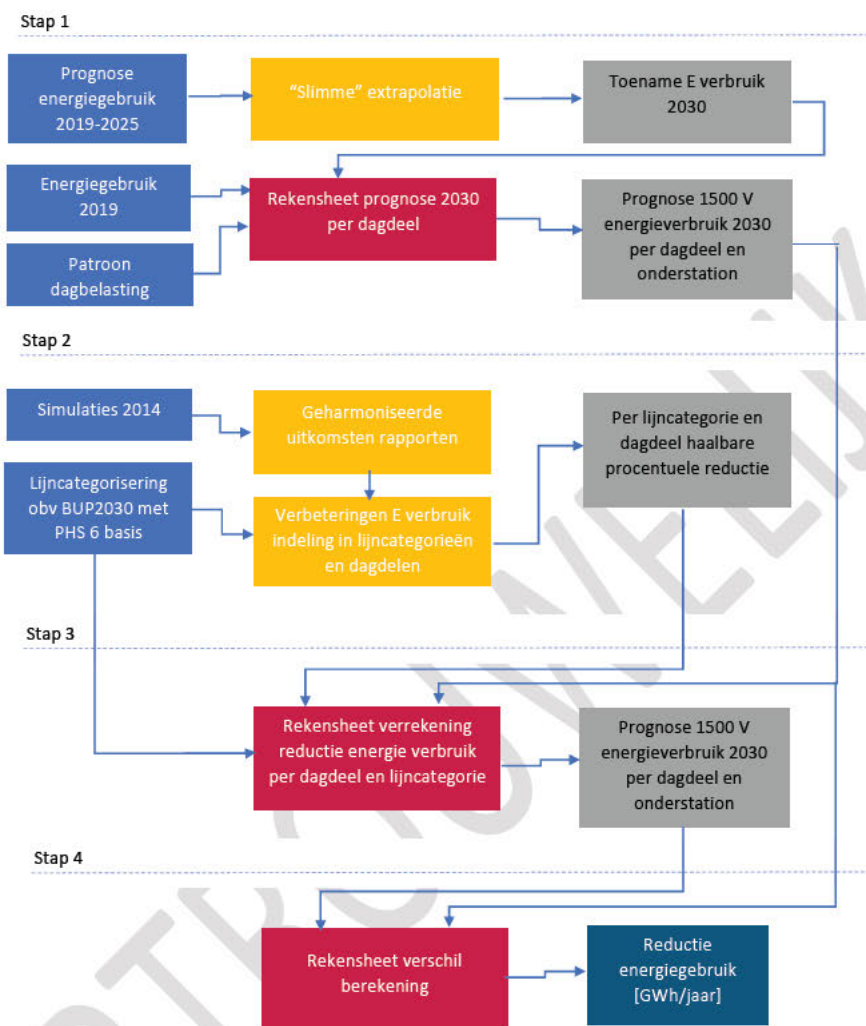 Stap 1
Prognose
energiegebruik
2019-2025
“Slimme” extrapolatie
Toename E verbruik
2030
Energiegebruik
2019
Rekensheet prognose 2030
per dagdeel
Prognose 1500 V
energieverbruik 2030
per dagdeel en
onderstation
Patroon
dagbelasting
Stap 2
Simulaties 2014
Geharmoniseerde
uitkomsten rapporten
Per lijncategorie en
dagdeel haalbare
procentuele reductie
Lijncategorisering
obv BUP2030 met
PHS 6 basis
Verbeteringen E verbruik
indeling in lijncategorieën
en dagdelen
Stap 3
Rekensheet verrekening
reductie energie verbruik
per dagdeel en lijncategorie
Prognose 1500 V
energieverbruik 2030
per dagdeel en
onderstation
Stap 4
Rekensheet verschil
berekening
Reductie
energiegebruik
[GWh/jaar]